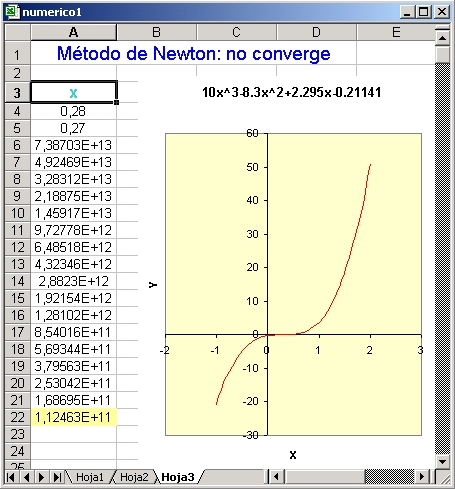 numerico1
A B C D E
1 Método de Newton: no converge
2
3 x 10x^3-8.3x^2+2.295x-0.21141
4 0,28
5 0,27
6 7,38703E+13
7 4,92469E+13
8 3,28312E+13
9 2,18875E+13
10 1,45917E+13
11 9,72778E+12
12 6,48518E+12
13 4,32346E+12
14 2,8823E+12
15 1,92154E+12
16 1,28102E+12
17 8,54016E+11
18 5,69344E+11
19 3,79563E+11
20 2,53042E+11
21 1,68695E+11
22 1,12463E+11
23
24
25
60
50
40
30
20
10
0
-10
-20
-30
-2 -1 0 1 2 3
Y
X
Hoja1 Hoja2 Hoja3